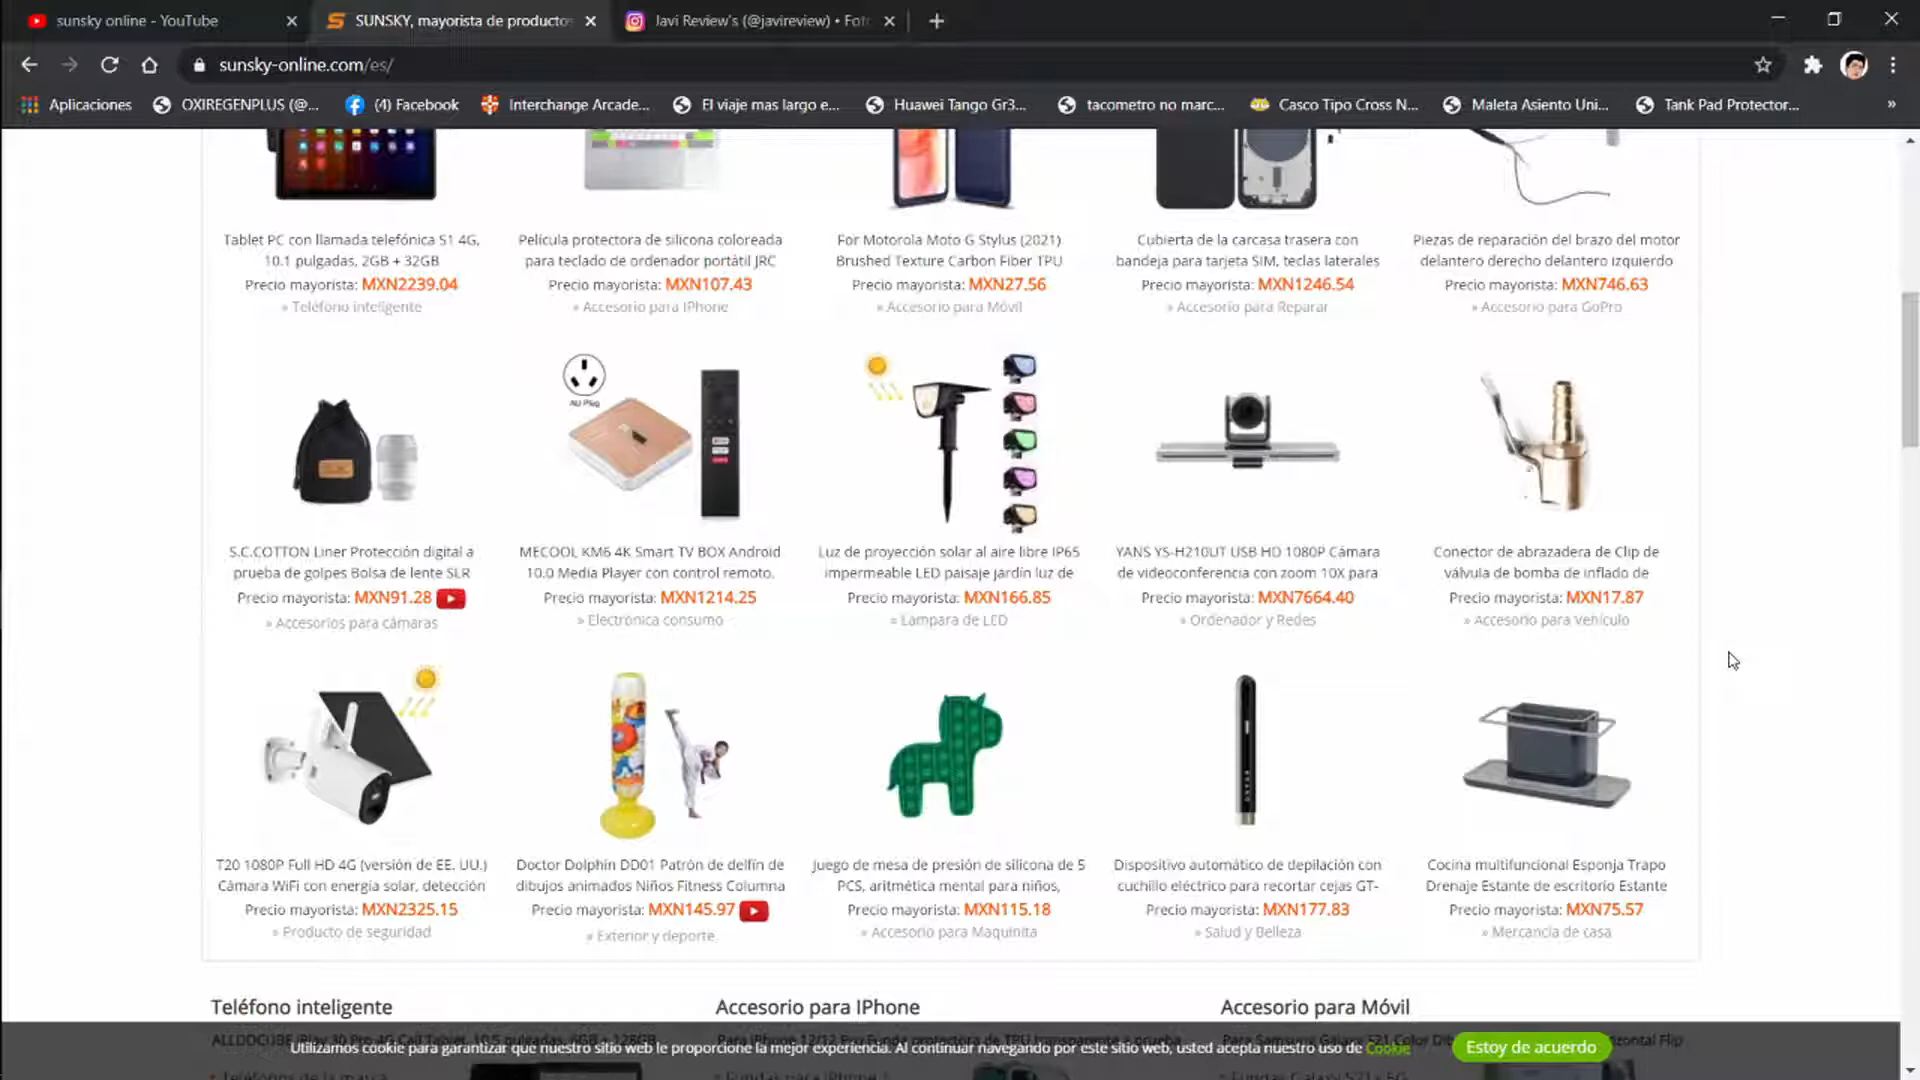 sunsky online - YouTube
SUNSKY, mayorista de producto
Javi Review's (@javireview) • Fot
sunsky-online.com/es/
Aplicaciones
OXIREGENPLUS (@...
(4) Facebook
Interchange Arcade...
El viaje mas largo e...
Huawei Tango Gr3...
tacometro no marc...
Casco Tipo Cross N...
Maleta Asiento Uni...
Tank Pad Protector...
»
Tablet PC con llamada telefónica S1 4G,
10.1 pulgadas, 2GB + 32GB
Precio mayorista: MXN2239.04
» Teléfono inteligente
Película protectora de silicona coloreada
para teclado de ordenador portátil JRC
Precio mayorista: MXN107.43
» Accesorio para IPhone
For Motorola Moto G Stylus (2021)
Brushed Texture Carbon Fiber TPU
Precio mayorista: MXN27.56
» Accesorio para Móvil
Cubierta de la carcasa trasera con
bandeja para tarjeta SIM, teclas laterales
Precio mayorista: MXN1246.54
» Accesorio para Reparar
Piezas de reparación del brazo del motor
delantero derecho delantero izquierdo
Precio mayorista: MXN746.63
» Accesorio para GoPro
AU Plug
S.C.COTTON Liner Protección digital a
prueba de golpes Bolsa de lente SLR
Precio mayorista: MXN91.28
» Accesorios para cámaras
MECOOL KM6 4K Smart TV BOX Android
10.0 Media Player con control remoto,
Precio mayorista: MXN1214.25
» Electrónica consumo
Luz de proyección solar al aire libre IP65
impermeable LED paisaje jardín luz de
Precio mayorista: MXN166.85
» Lámpara de LED
YANS YS-H210UT USB HD 1080P Cámara
de videoconferencia con zoom 10X para
Precio mayorista: MXN7664.40
» Ordenador y Redes
Conector de abrazadera de Clip de
válvula de bomba de inflado de
Precio mayorista: MXN17.87
» Accesorio para Vehículo
T20 1080P Full HD 4G (versión de EE. UU.)
Cámara WiFi con energía solar, detección
Precio mayorista: MXN2325.15
» Producto de seguridad
Doctor Dolphin DD01 Patrón de delfín de
dibujos animados Niños Fitness Columna
Precio mayorista: MXN145.97
» Exterior y deporte
Juego de mesa de presión de silicona de 5
PCS, aritmética mental para niños,
Precio mayorista: MXN115.18
» Accesorio para Maquinita
Dispositivo automático de depilación con
cuchillo eléctrico para recortar cejas GT-
Precio mayorista: MXN177.83
» Salud y Belleza
Cocina multifuncional Esponja Trapo
Drenaje Estante de escritorio Estante
Precio mayorista: MXN75.57
» Mercancía de casa
Teléfono inteligente
Accesorio para IPhone
Accesorio para Móvil
Utilizamos cookie para garantizar que nuestro sitio web le proporcione la mejor experiencia. Al continuar navegando por este sitio web, usted acepta nuestro uso de Cookie
Estoy de acuerdo